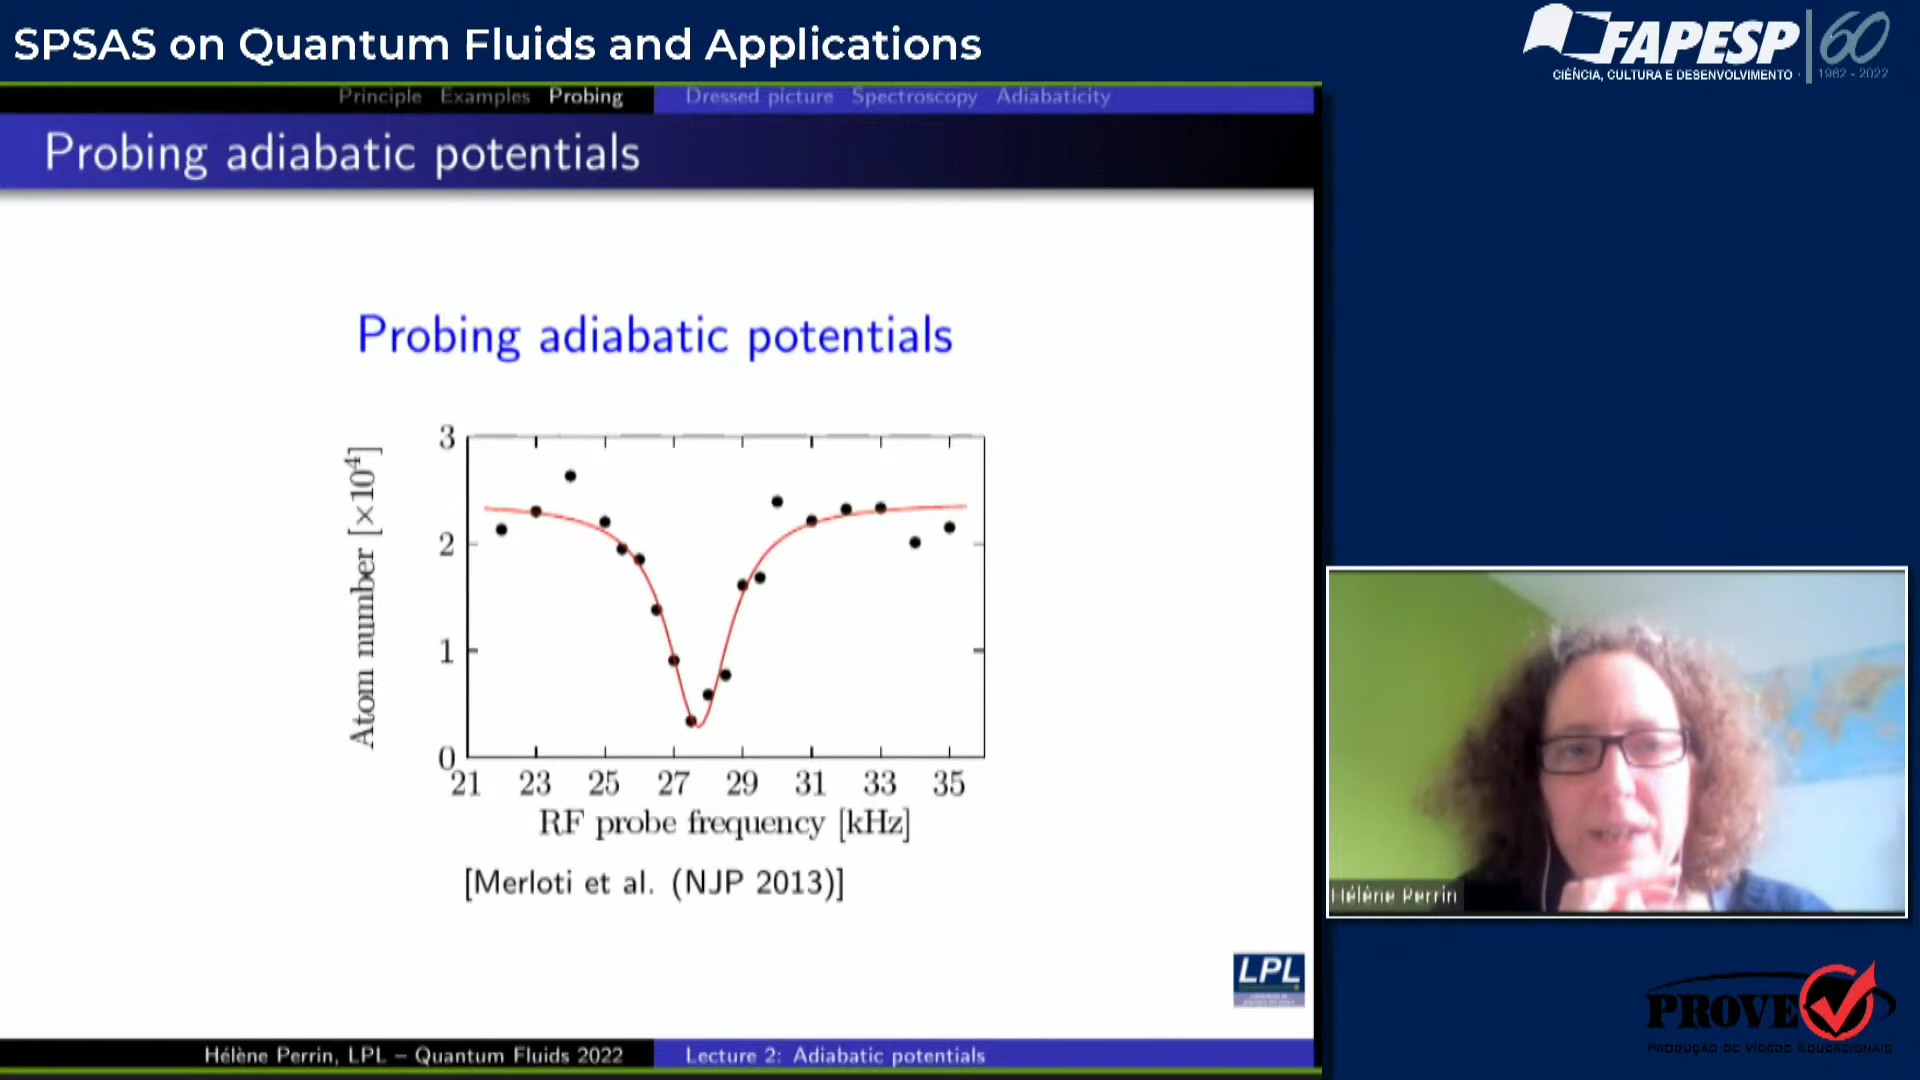 SPSAS on Quantum Fluids and Applications
FAPESP 60
CIÊNCIA, CULTURA E DESENVOLVIMENTO
1962 - 2022
Principle Examples Probing Dressed picture Spectroscopy Adiabaticity
Probing adiabatic potentials
Probing adiabatic potentials
Atom number [×10⁴]
3
2
1
0
21 23 25 27 29 31 33 35
RF probe frequency [kHz]
[Merloti et al. (NJP 2013)]
Hélène Perrin
LPL
PROVE
PRODUÇÃO DE VÍDEOS EDUCACIONAIS
Hélène Perrin, LPL – Quantum Fluids 2022 Lecture 2: Adiabatic potentials